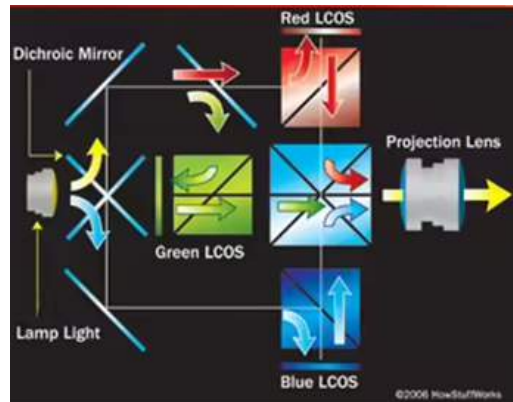 Red LCOS
Dichroic Mirror
Projection Lens
Green LCOS
Lamp Light
Blue LCOS
©2006 HowStuffWorks